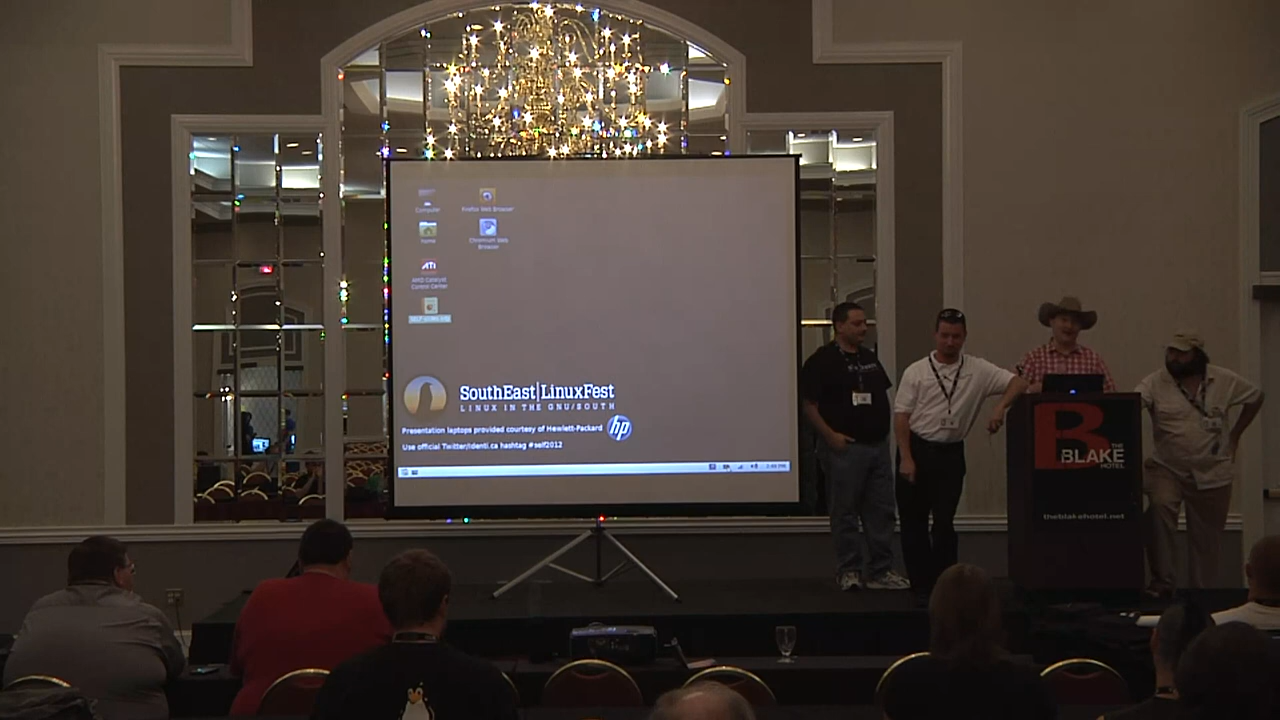 Computer
Firefox Web Browser
Home
Chromium Web
Browser
ATI
AMD Catalyst
Control Center
SouthEast|LinuxFest
LINUX IN THE GNU/SOUTH
Presentation laptops provided courtesy of Hewlett-Packard
hp
Use official Twitter/Identi.ca hashtag #self2012
B
THE
BLAKE
HOTEL
theblakehotel.net